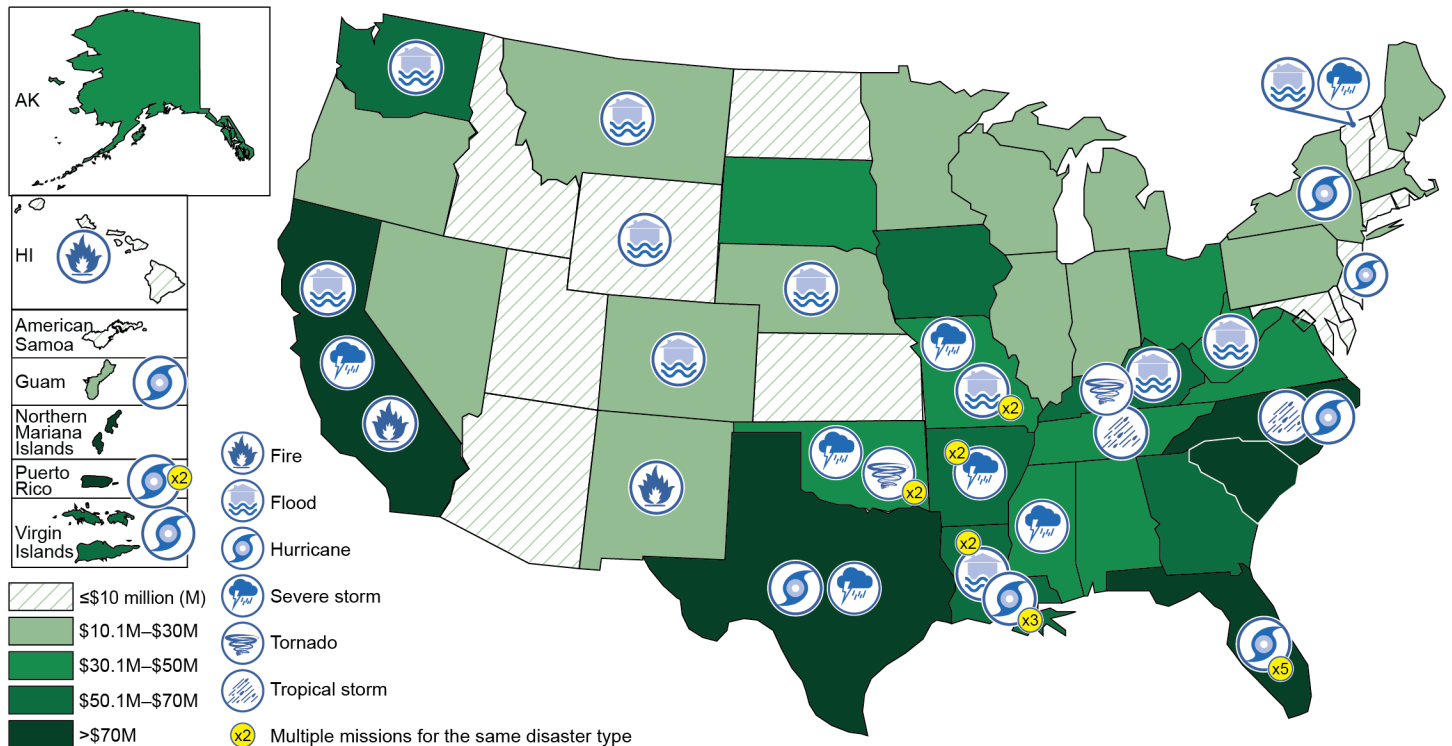 AK
HI
American
Samoa
Guam
Northern
Mariana
Islands
Puerto
Rico
x2
Virgin
Islands
≤$10 million (M)
$10.1M–$30M
$30.1M–$50M
$50.1M–$70M
>$70M
Fire
Flood
Hurricane
Severe storm
Tornado
Tropical storm
x2
Multiple missions for the same disaster type
x2
x2
x2
x2
x3
x5